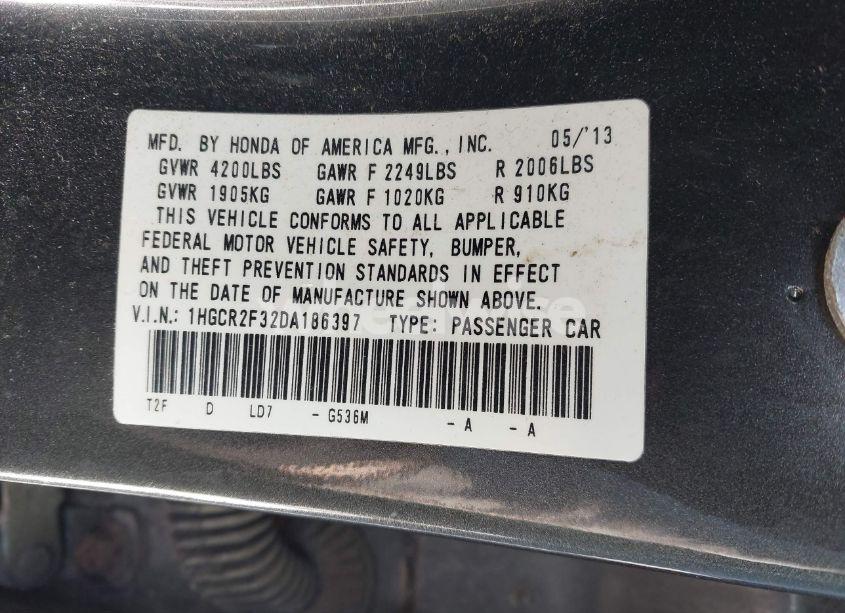 MFD. BY HONDA OF AMERICA MFG., INC. 05/'13
GVWR 4200LBS GAWR F 2249LBS R 2006LBS
GVWR 1905KG GAWR F 1020KG R 910KG
THIS VEHICLE CONFORMS TO ALL APPLICABLE
FEDERAL MOTOR VEHICLE SAFETY, BUMPER,
AND THEFT PREVENTION STANDARDS IN EFFECT
ON THE DATE OF MANUFACTURE SHOWN ABOVE.
V.I.N.: 1HGCR2F32DA186397 TYPE: PASSENGER CAR
T2F D LD7 - G536M - A - A